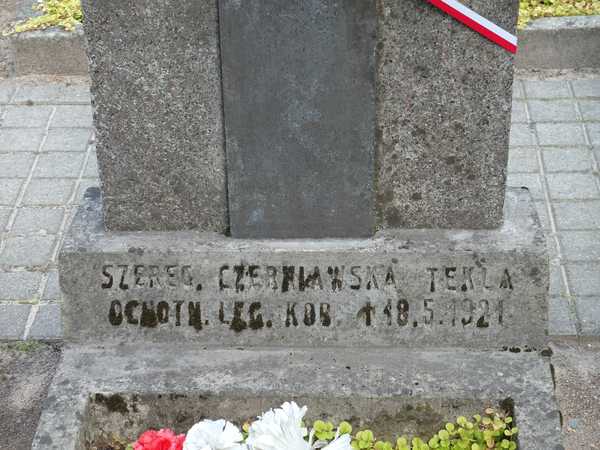 SZEREG. CZERNIAWSKA TEKLA
OCHOTN. LEG. KOB. ✝ 18.5.1921